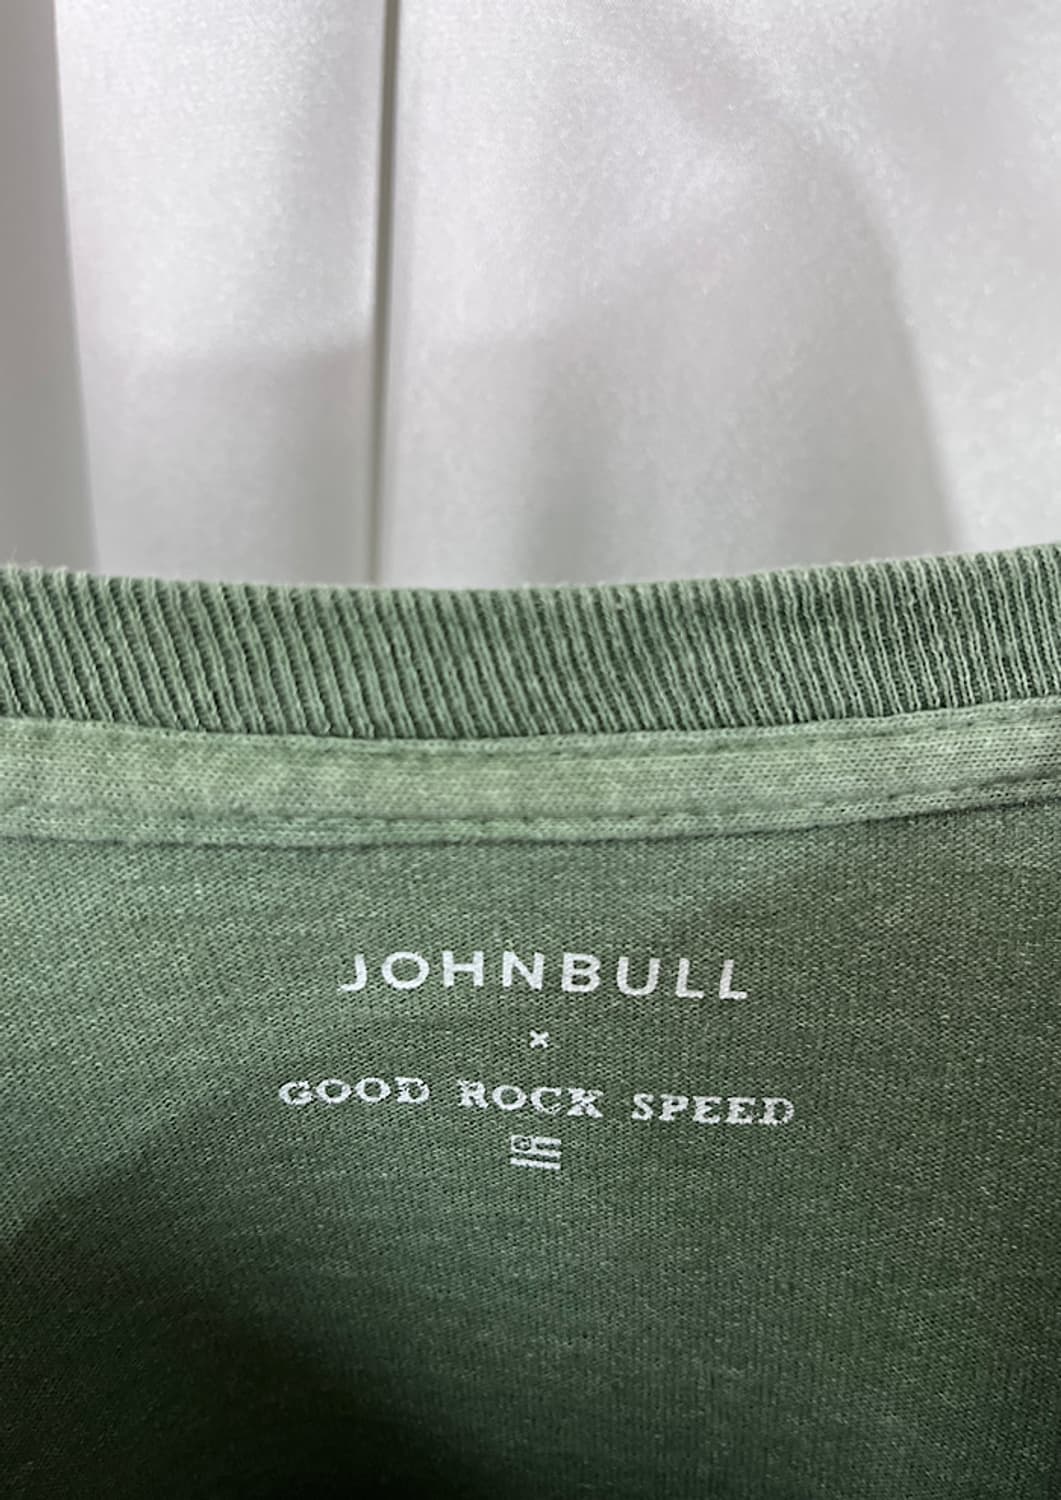 JOHNBULL
×
GOOD ROCK SPEED